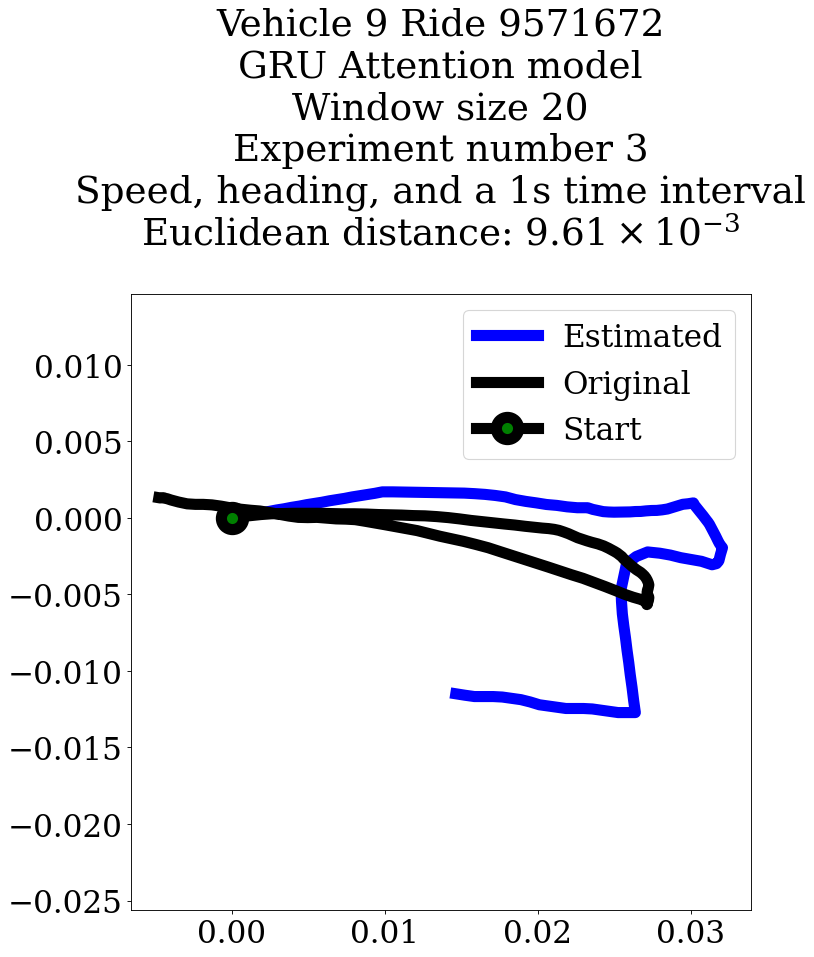 Vehicle 9 Ride 9571672
GRU Attention model
Window size 20
Experiment number 3
Speed, heading, and a 1s time interval
Euclidean distance: 9.61 × 10⁻³
Estimated
Original
Start
0.010
0.005
0.000
−0.005
−0.010
−0.015
−0.020
−0.025
0.00 0.01 0.02 0.03